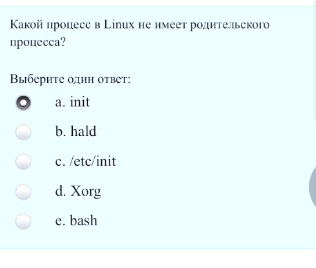 Какой процесс в Linux не имеет родительского
процесса?
Выберите один ответ:
a. init
b. hald
c. /etc/init
d. Xorg
e. bash